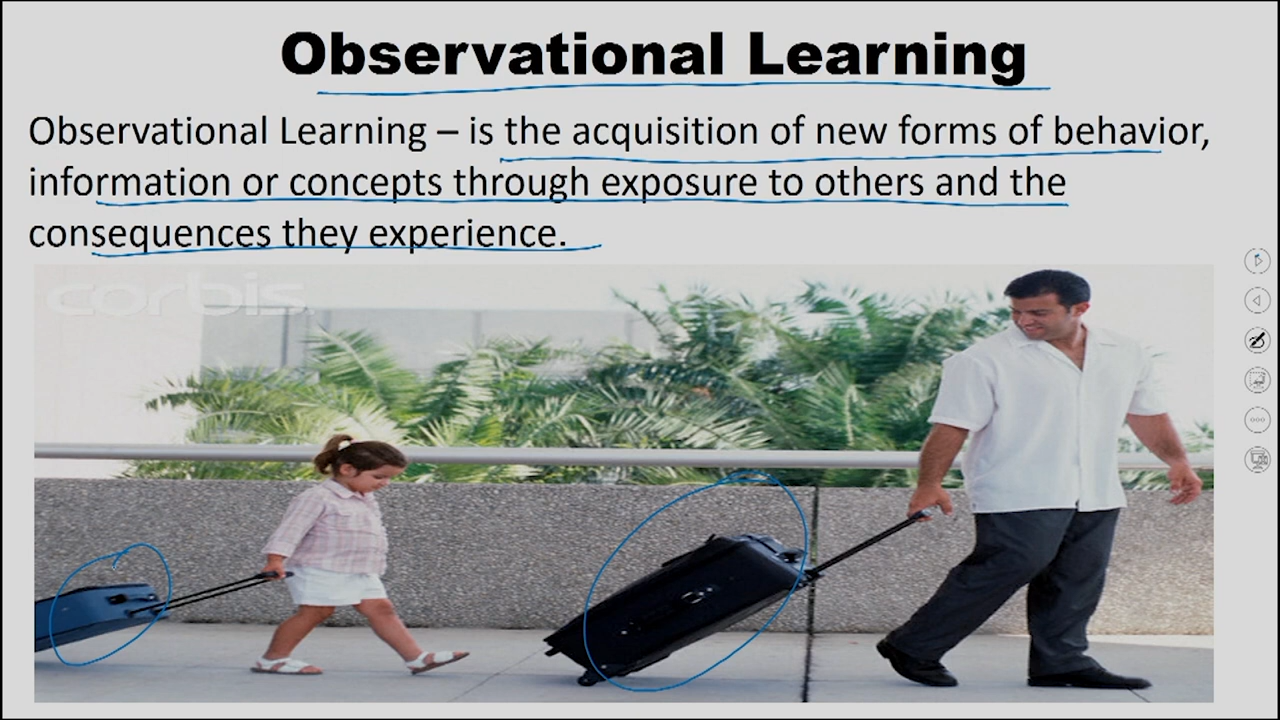 Observational Learning
Observational Learning – is the acquisition of new forms of behavior,
information or concepts through exposure to others and the
consequences they experience.
corbis.